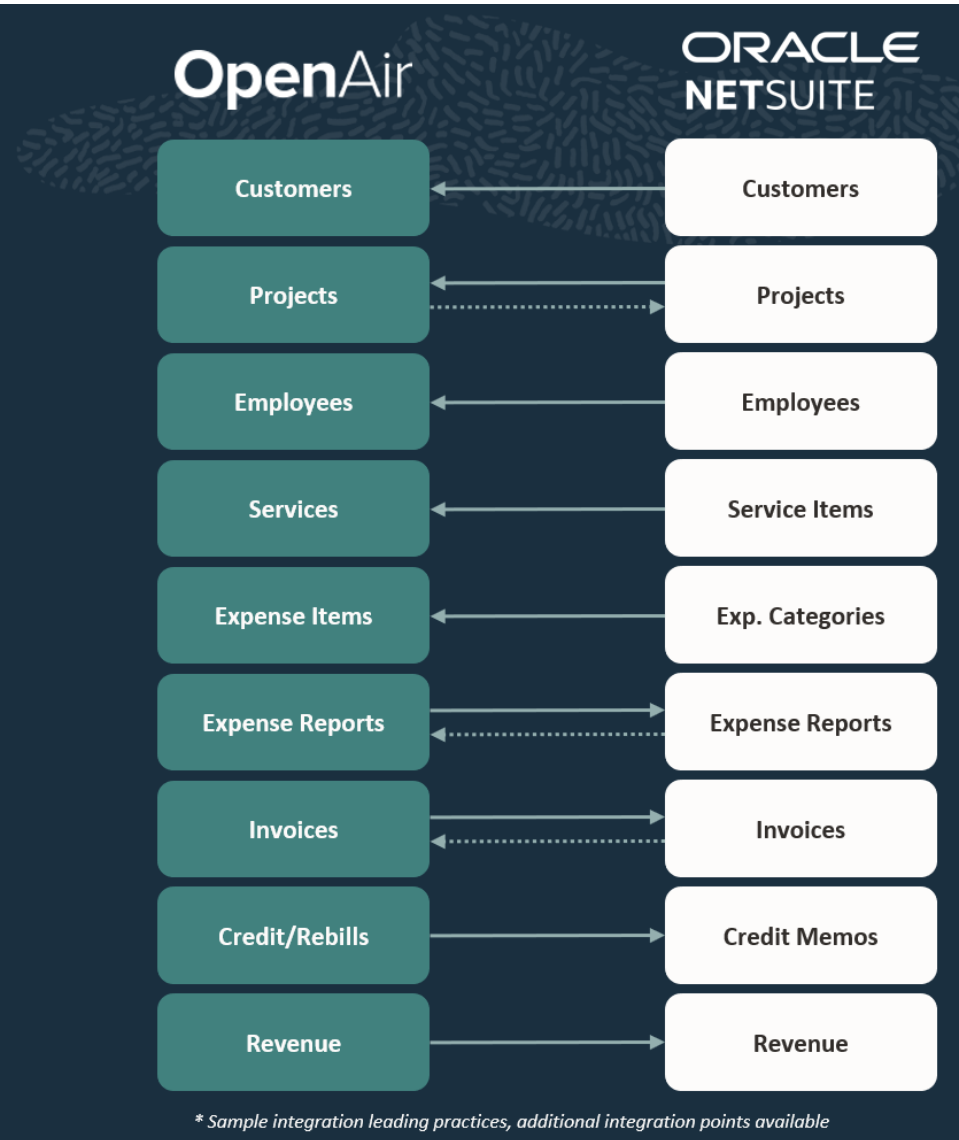 OpenAir
ORACLE
NETSUITE
Customers
Customers
Projects
Projects
Employees
Employees
Services
Service Items
Expense Items
Exp. Categories
Expense Reports
Expense Reports
Invoices
Invoices
Credit/Rebills
Credit Memos
Revenue
Revenue
* Sample integration leading practices, additional integration points available